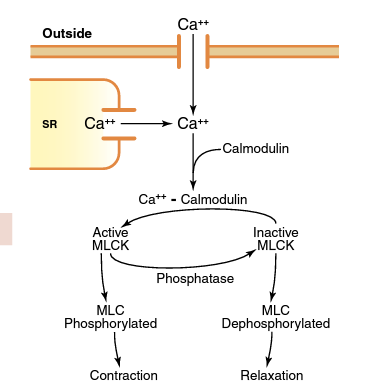 Ca++
Outside
SR
Ca++
Ca++
Calmodulin
Ca++ - Calmodulin
Active
MLCK
Inactive
MLCK
Phosphatase
MLC
Phosphorylated
MLC
Dephosphorylated
Contraction
Relaxation